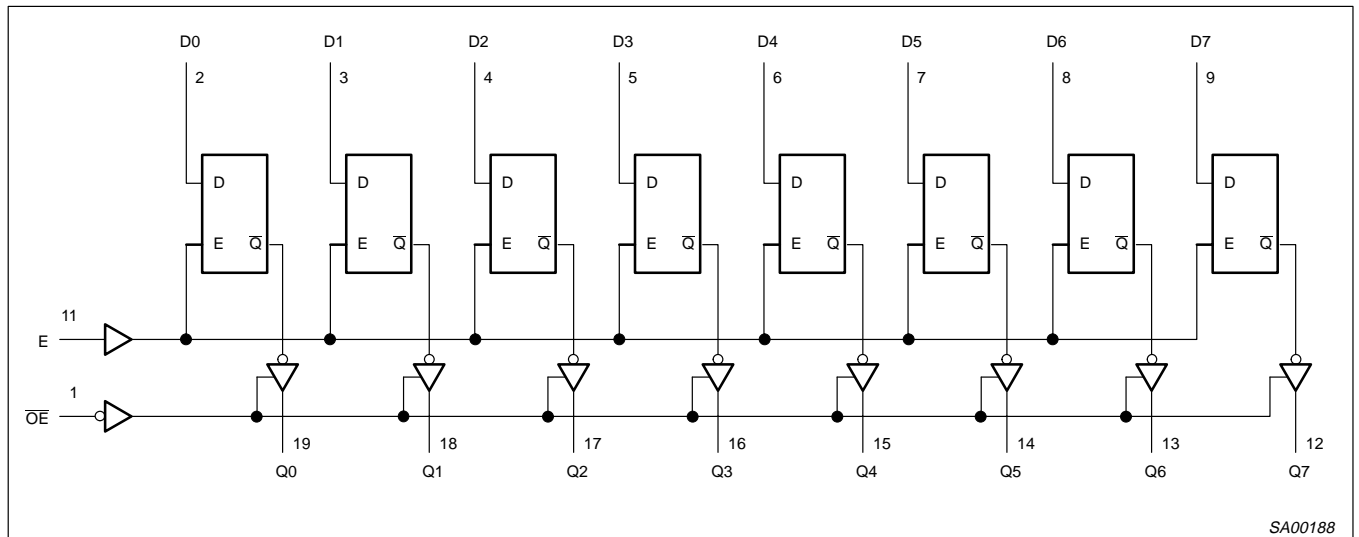 D0 D1 D2 D3 D4 D5 D6 D7
2 3 4 5 6 7 8 9
D D D D D D D D
E Q̅ E Q̅ E Q̅ E Q̅ E Q̅ E Q̅ E Q̅ E Q̅
11
E
1
O̅E̅
19 18 17 16 15 14 13 12
Q0 Q1 Q2 Q3 Q4 Q5 Q6 Q7
SA00188